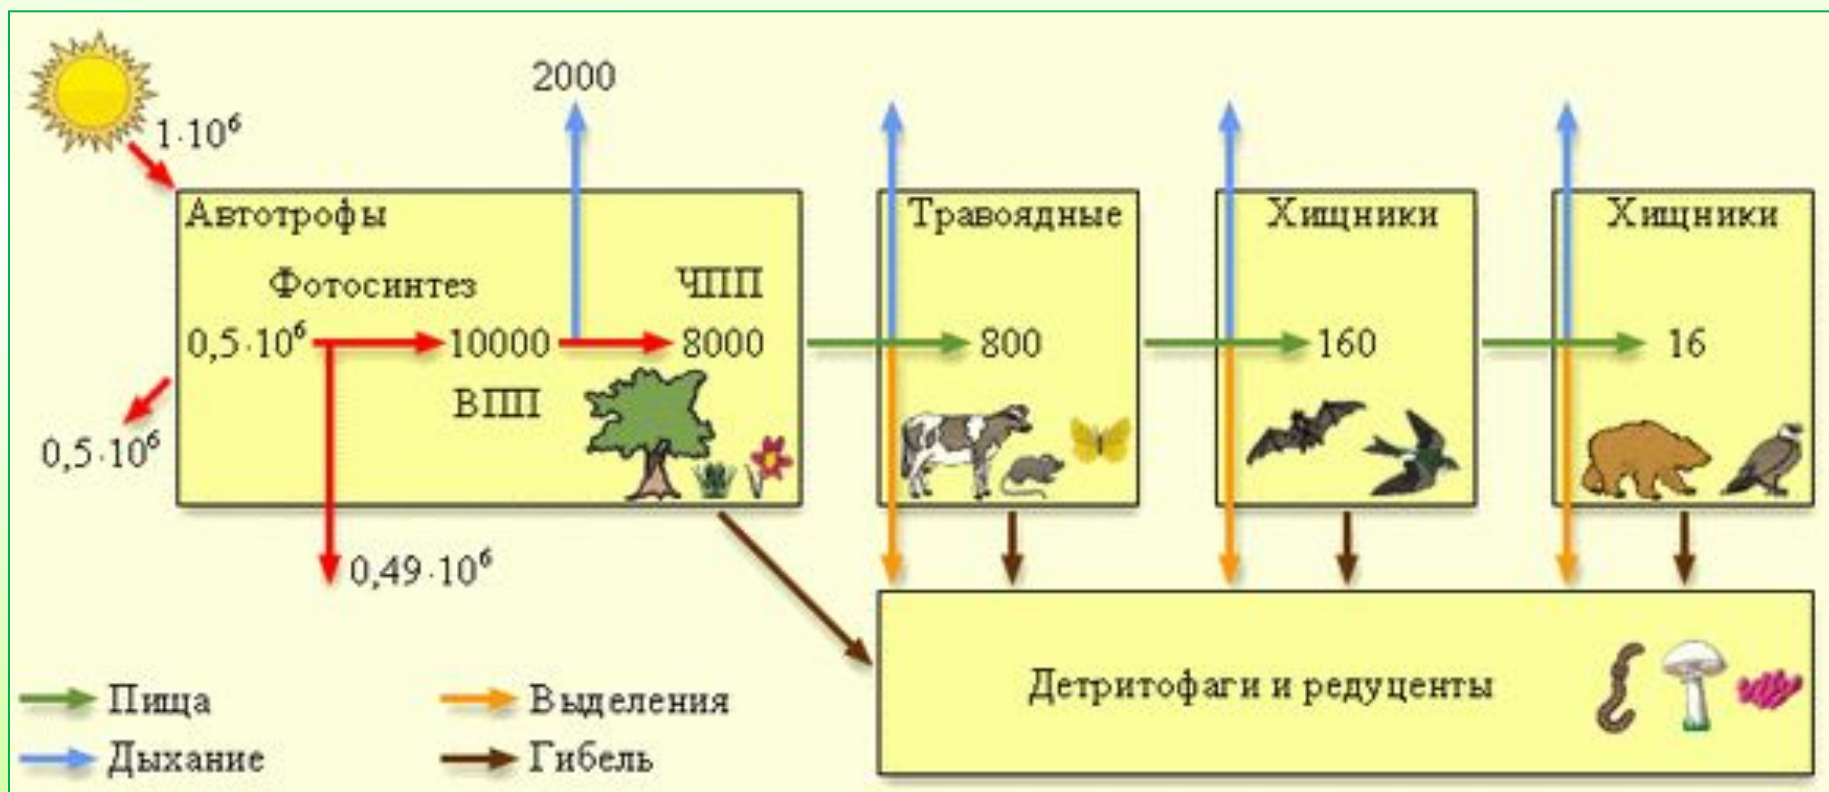 2000
1·10⁶
Автотрофы
Травоядные
Хищники
Хищники
Фотосинтез
ЧПП
0,5·10⁶
10000
8000
800
160
16
ВПП
0,5·10⁶
0,49·10⁶
Детритофаги и редуценты
Пища
Выделения
Дыхание
Гибель